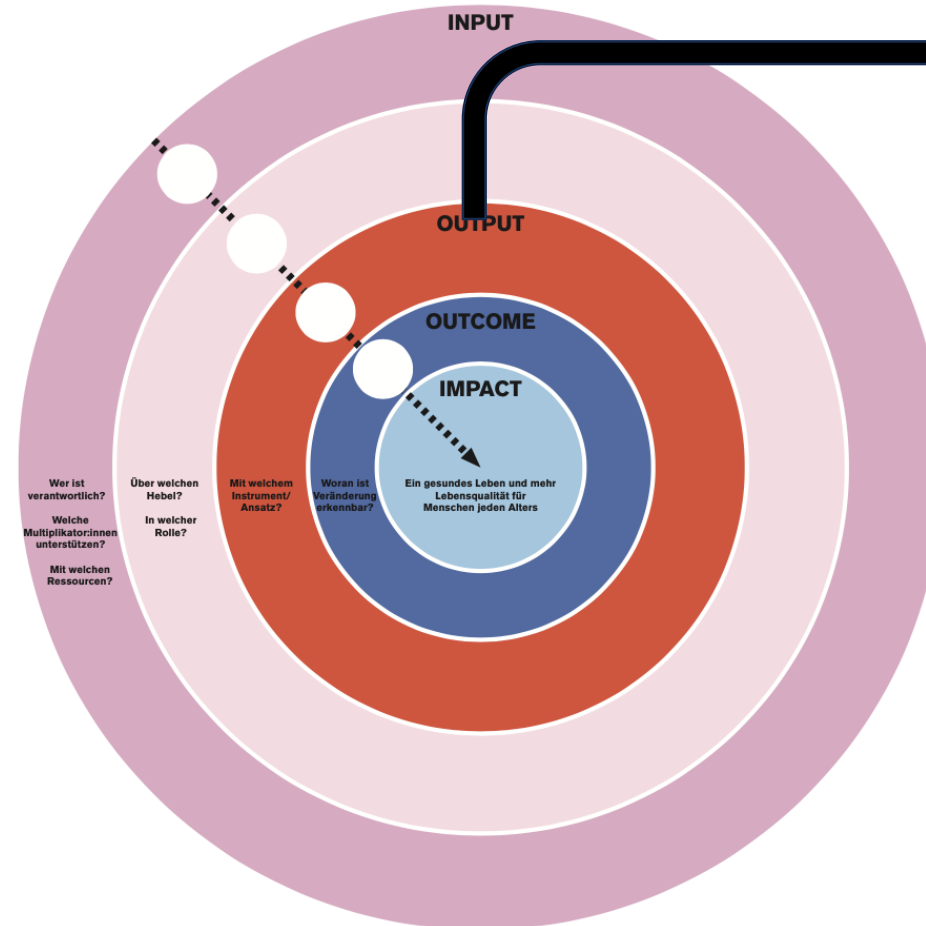 INPUT
OUTPUT
OUTCOME
IMPACT
Wer ist
verantwortlich?
Welche
Multiplikator:innen
unterstützen?
Mit welchen
Ressourcen?
Über welchen
Hebel?
In welcher
Rolle?
Mit welchem
Instrument/
Ansatz?
Woran ist
Veränderung
erkennbar?
Ein gesundes Leben und mehr
Lebensqualität für
Menschen jeden Alters